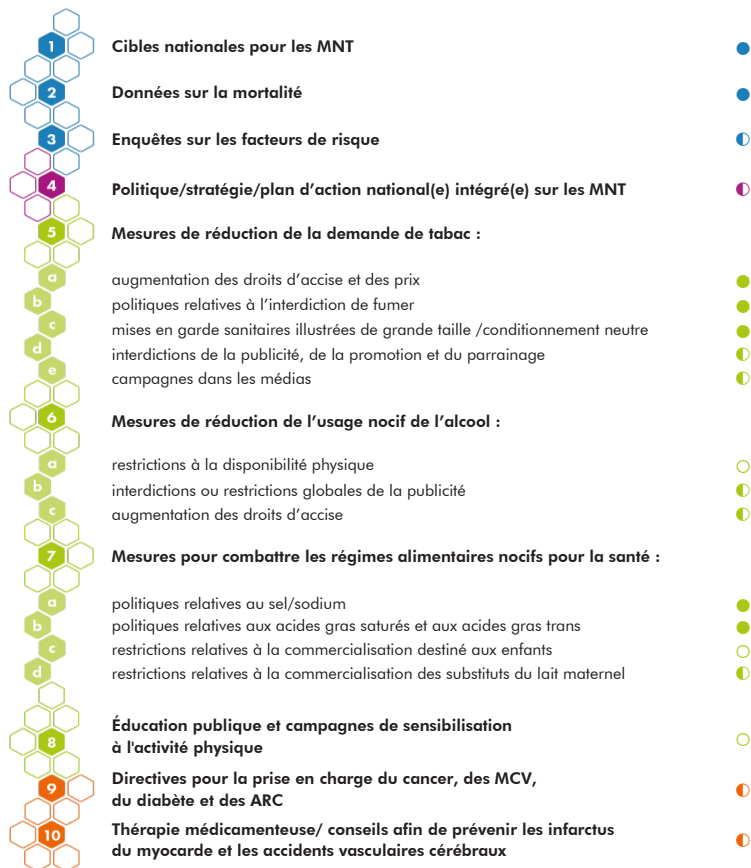 1 Cibles nationales pour les MNT
2 Données sur la mortalité
3 Enquêtes sur les facteurs de risque
4 Politique/stratégie/plan d’action national(e) intégré(e) sur les MNT
5 Mesures de réduction de la demande de tabac :
a augmentation des droits d’accise et des prix
b politiques relatives à l’interdiction de fumer
c mises en garde sanitaires illustrées de grande taille /conditionnement neutre
d interdictions de la publicité, de la promotion et du parrainage
e campagnes dans les médias
6 Mesures de réduction de l’usage nocif de l’alcool :
a restrictions à la disponibilité physique
b interdictions ou restrictions globales de la publicité
c augmentation des droits d’accise
7 Mesures pour combattre les régimes alimentaires nocifs pour la santé :
a politiques relatives au sel/sodium
b politiques relatives aux acides gras saturés et aux acides gras trans
c restrictions relatives à la commercialisation destiné aux enfants
d restrictions relatives à la commercialisation des substituts du lait maternel
8 Éducation publique et campagnes de sensibilisation
à l'activité physique
9 Directives pour la prise en charge du cancer, des MCV,
du diabète et des ARC
10 Thérapie médicamenteuse/ conseils afin de prévenir les infarctus
du myocarde et les accidents vasculaires cérébraux